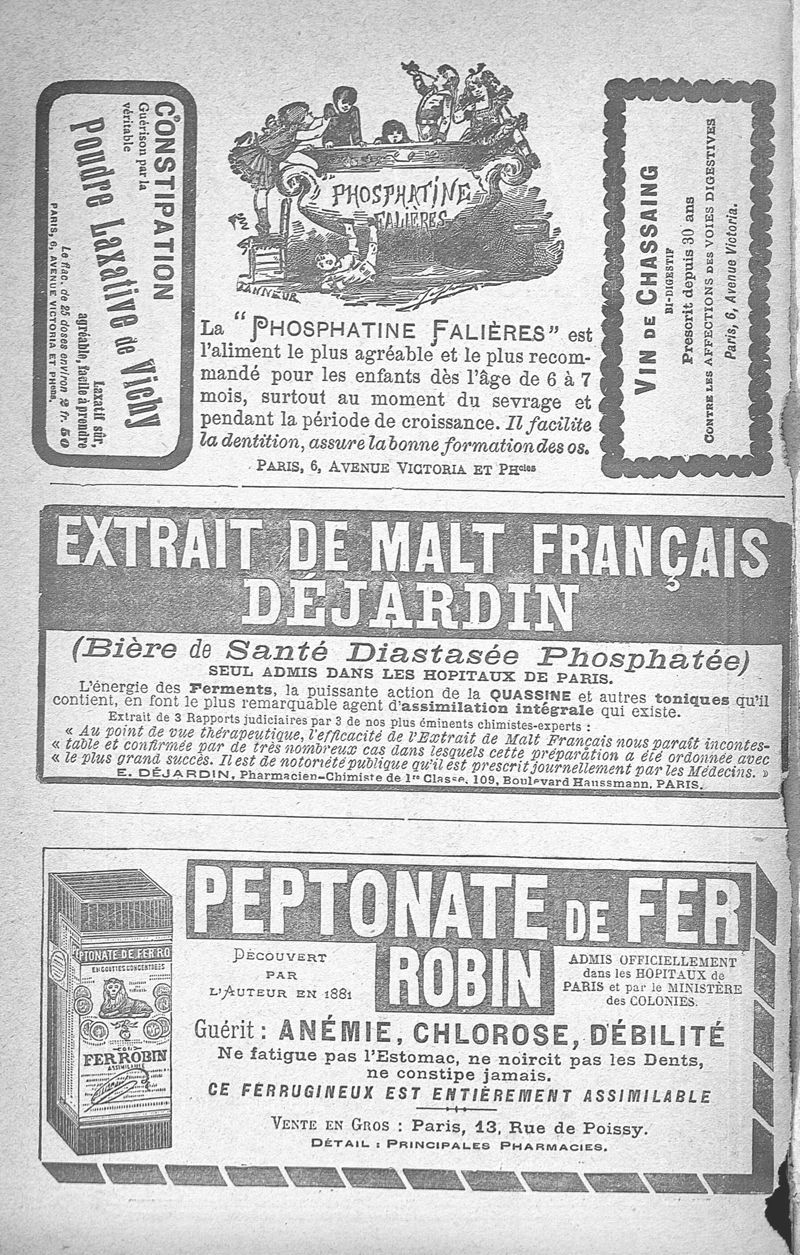 CONSTIPATION
Guérison par la
véritable
Poudre Laxative de Vichy
Laxatif sûr,
agréable, facile à prendre
Le flac. de 25 doses environ 2 fr. 50
PARIS, 6, AVENUE VICTORIA ET PHcies.
PHOSPHATINE
FALIÈRES
La "PHOSPHATINE FALIÈRES" est
l'aliment le plus agréable et le plus recom-
mandé pour les enfants dès l'âge de 6 à 7
mois, surtout au moment du sevrage et
pendant la période de croissance. Il facilite
la dentition, assure la bonne formation des os.
PARIS, 6, AVENUE VICTORIA ET PHcies
VIN DE CHASSAING
BI-DIGESTIF
Prescrit depuis 30 ans
CONTRE LES AFFECTIONS DES VOIES DIGESTIVES
Paris, 6, Avenue Victoria.
EXTRAIT DE MALT FRANÇAIS
DÉJARDIN
(Bière de Santé Diastasée Phosphatée)
SEUL ADMIS DANS LES HOPITAUX DE PARIS.
L'énergie des Ferments, la puissante action de la QUASSINE et autres toniques qu'il
contient, en font le plus remarquable agent d'assimilation intégrale qui existe.
Extrait de 3 Rapports judiciaires par 3 de nos plus éminents chimistes-experts :
« Au point de vue thérapeutique, l'efficacité de l'Extrait de Malt Français nous paraît incontes-
« table et confirmée par de très nombreux cas dans lesquels cette préparation a été ordonnée avec
« le plus grand succès. Il est de notoriété publique qu'il est prescrit journellement par les Médecins. »
E. DÉJARDIN, Pharmacien-Chimiste de 1re Classe, 109, Boulevard Haussmann, PARIS.
PEPTONATE DE FER
ROBIN
DÉCOUVERT
PAR
L'AUTEUR EN 1881
ADMIS OFFICIELLEMENT
dans les HOPITAUX de
PARIS et par le MINISTÈRE
des COLONIES.
PTONATE DE FER RO
EN GOUTTES CONCENTRÉES
FER ROBIN
Guérit : ANÉMIE, CHLOROSE, DÉBILITÉ
Ne fatigue pas l'Estomac, ne noircit pas les Dents,
ne constipe jamais.
CE FERRUGINEUX EST ENTIÈREMENT ASSIMILABLE
VENTE EN GROS : Paris, 13, Rue de Poissy.
DÉTAIL : PRINCIPALES PHARMACIES.